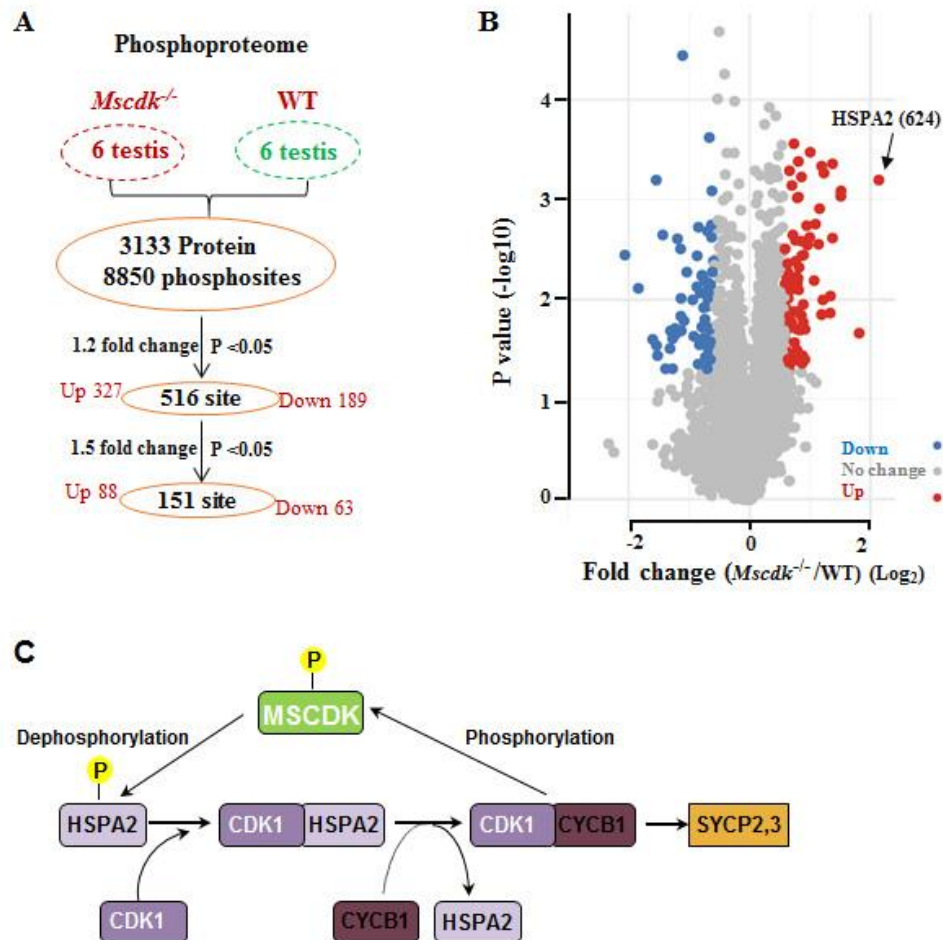 A
Phosphoproteome
Mscdk-/-
WT
6 testis
6 testis
3133 Protein
8850 phosphosites
1.2 fold change
P <0.05
Up 327
516 site
Down 189
1.5 fold change
P <0.05
Up 88
151 site
Down 63
B
HSPA2 (624)
P value (-log10)
4
3
2
1
0
Down
No change
Up
-2
0
2
Fold change (Mscdk-/-/WT) (Log2)
C
P
MSCDK
Dephosphorylation
Phosphorylation
P
HSPA2
CDK1
HSPA2
CDK1
CYCB1
SYCP2,3
CDK1
CYCB1
HSPA2